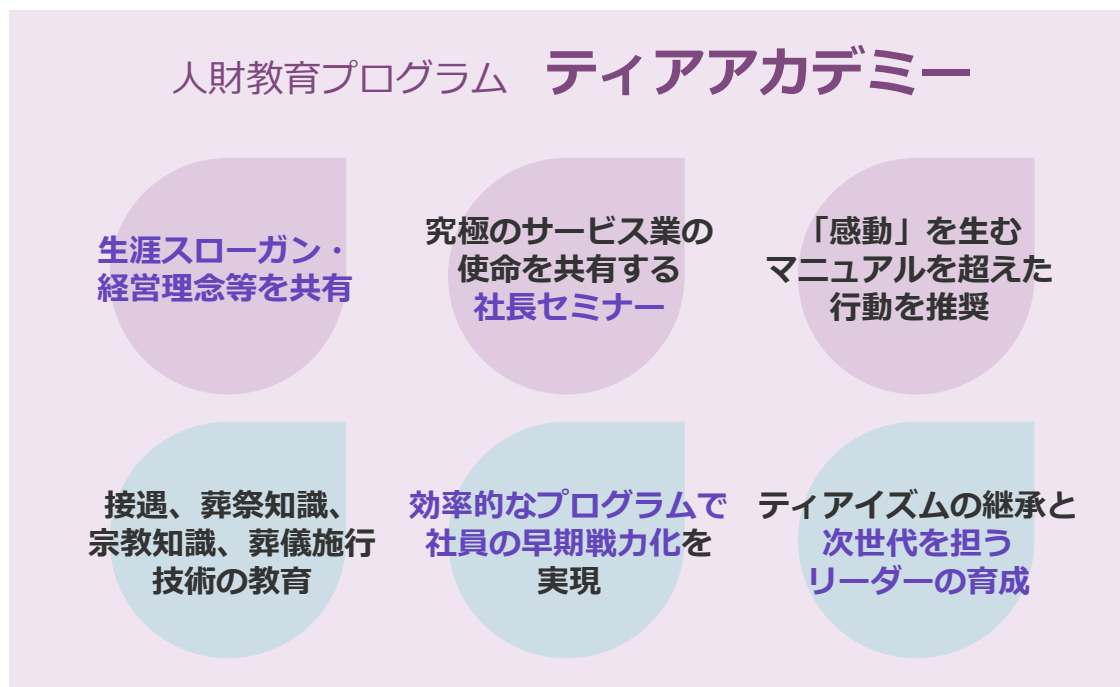 人財教育プログラム ティアアカデミー
生涯スローガン・
経営理念等を共有
究極のサービス業の
使命を共有する
社長セミナー
「感動」を生む
マニュアルを超えた
行動を推奨
接遇、葬祭知識、
宗教知識、葬儀施行
技術の教育
効率的なプログラムで
社員の早期戦力化を
実現
ティアイズムの継承と
次世代を担う
リーダーの育成